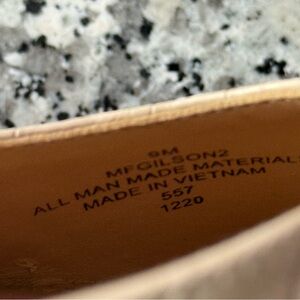 9M
MFGILSON2
ALL MAN MADE MATERIAL
MADE IN VIETNAM
557
1220